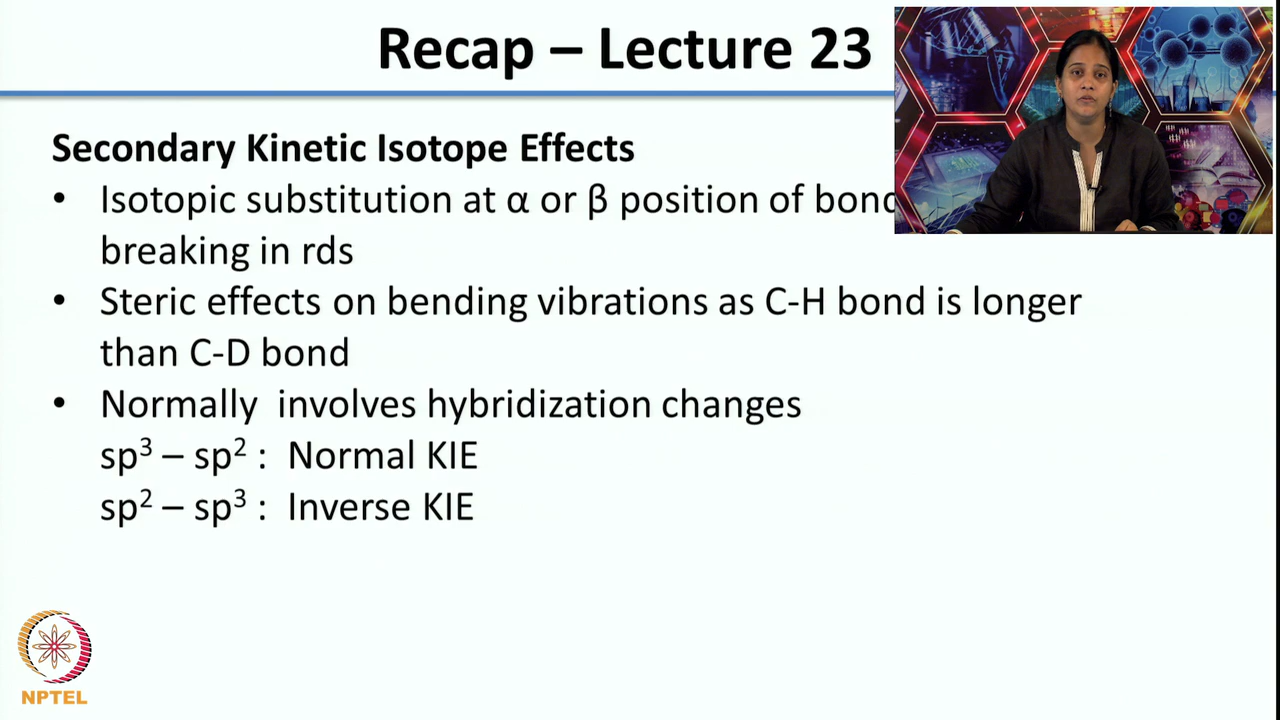 Recap – Lecture 23
Secondary Kinetic Isotope Effects
• Isotopic substitution at α or β position of bond
breaking in rds
• Steric effects on bending vibrations as C-H bond is longer
than C-D bond
• Normally involves hybridization changes
sp³ – sp² : Normal KIE
sp² – sp³ : Inverse KIE
NPTEL